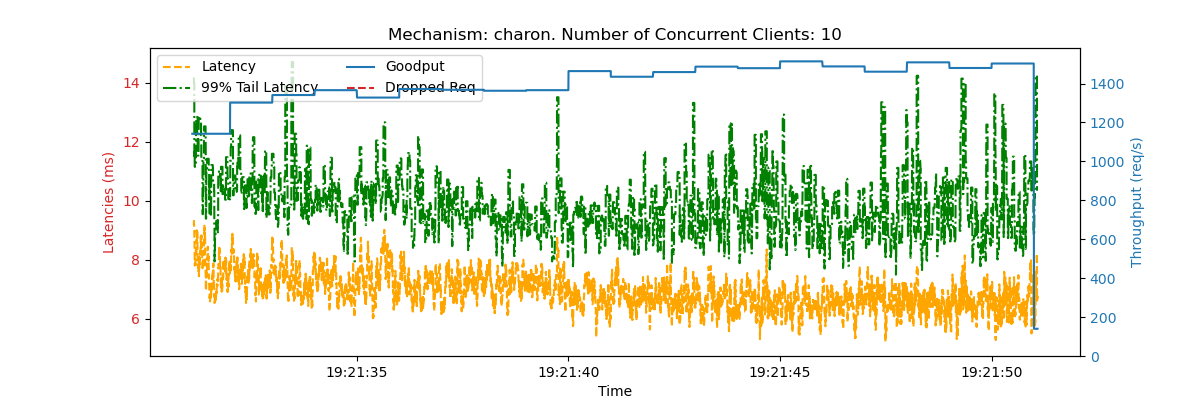 Mechanism: charon. Number of Concurrent Clients: 10
Latency
99% Tail Latency
Goodput
Dropped Req
Latencies (ms)
14
12
10
8
6
Throughput (req/s)
1400
1200
1000
800
600
400
200
0
19:21:35 19:21:40 19:21:45 19:21:50
Time